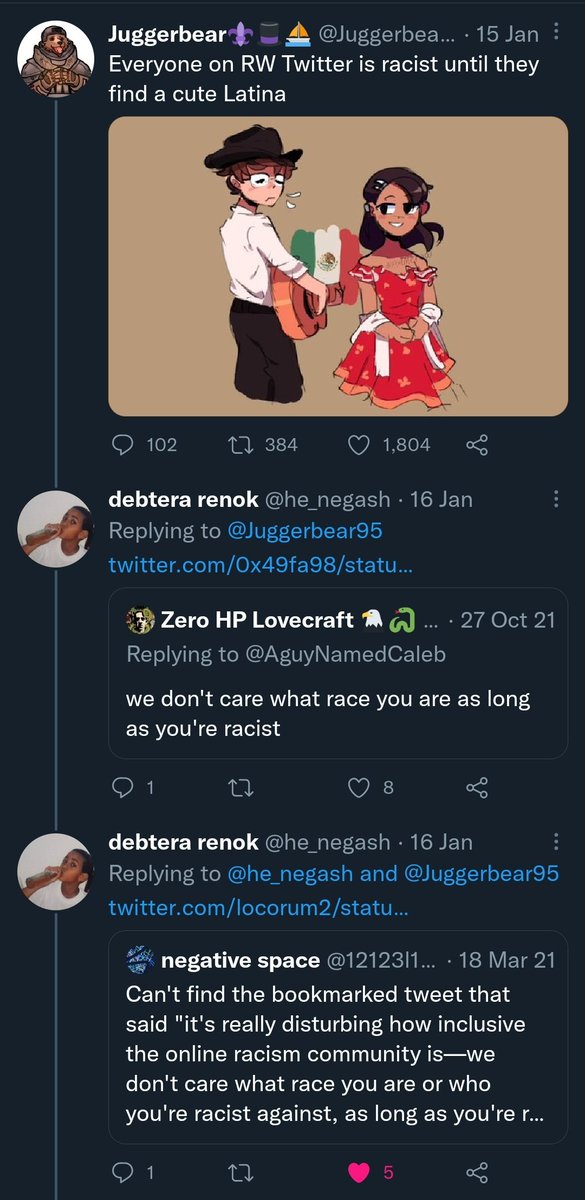 Juggerbear⚜️🎩⛵ @Juggerbea... · 15 Jan
Everyone on RW Twitter is racist until they
find a cute Latina
102 384 1,804
debtera renok @he_negash · 16 Jan
Replying to @Juggerbear95
twitter.com/0x49fa98/statu...
Zero HP Lovecraft 🦅🐍 ... · 27 Oct 21
Replying to @AguyNamedCaleb
we don't care what race you are as long
as you're racist
1 8
debtera renok @he_negash · 16 Jan
Replying to @he_negash and @Juggerbear95
twitter.com/locorum2/statu...
negative space @12123l1... · 18 Mar 21
Can't find the bookmarked tweet that
said "it's really disturbing how inclusive
the online racism community is—we
don't care what race you are or who
you're racist against, as long as you're r...
1 5